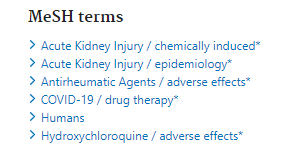 MeSH terms
Acute Kidney Injury / chemically induced*
Acute Kidney Injury / epidemiology*
Antirheumatic Agents / adverse effects*
COVID-19 / drug therapy*
Humans
Hydroxychloroquine / adverse effects*